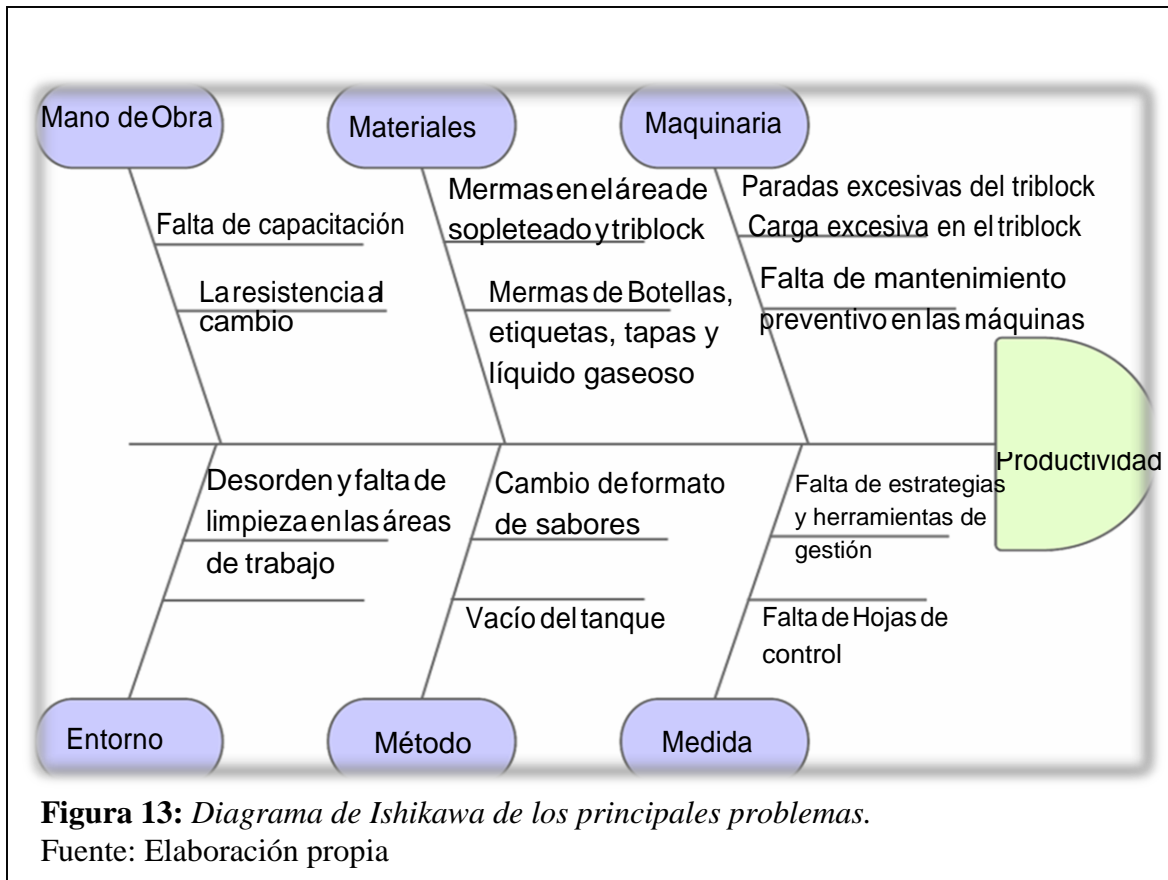 Mano de Obra
Materiales
Maquinaria
Falta de capacitación
La resistencia al
cambio
Mermas en el área de
sopleteado y triblock
Mermas de Botellas,
etiquetas, tapas y
líquido gaseoso
Paradas excesivas del triblock
Carga excesiva en el triblock
Falta de mantenimiento
preventivo en las máquinas
Productividad
Desorden y falta de
limpieza en las áreas
de trabajo
Cambio de formato
de sabores
Vacío del tanque
Falta de estrategias
y herramientas de
gestión
Falta de Hojas de
control
Entorno
Método
Medida
Figura 13: Diagrama de Ishikawa de los principales problemas.
Fuente: Elaboración propia